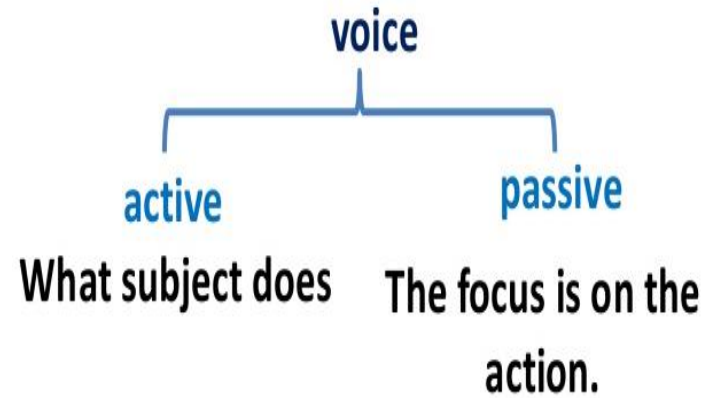 voice
active
passive
What subject does
The focus is on the
action.